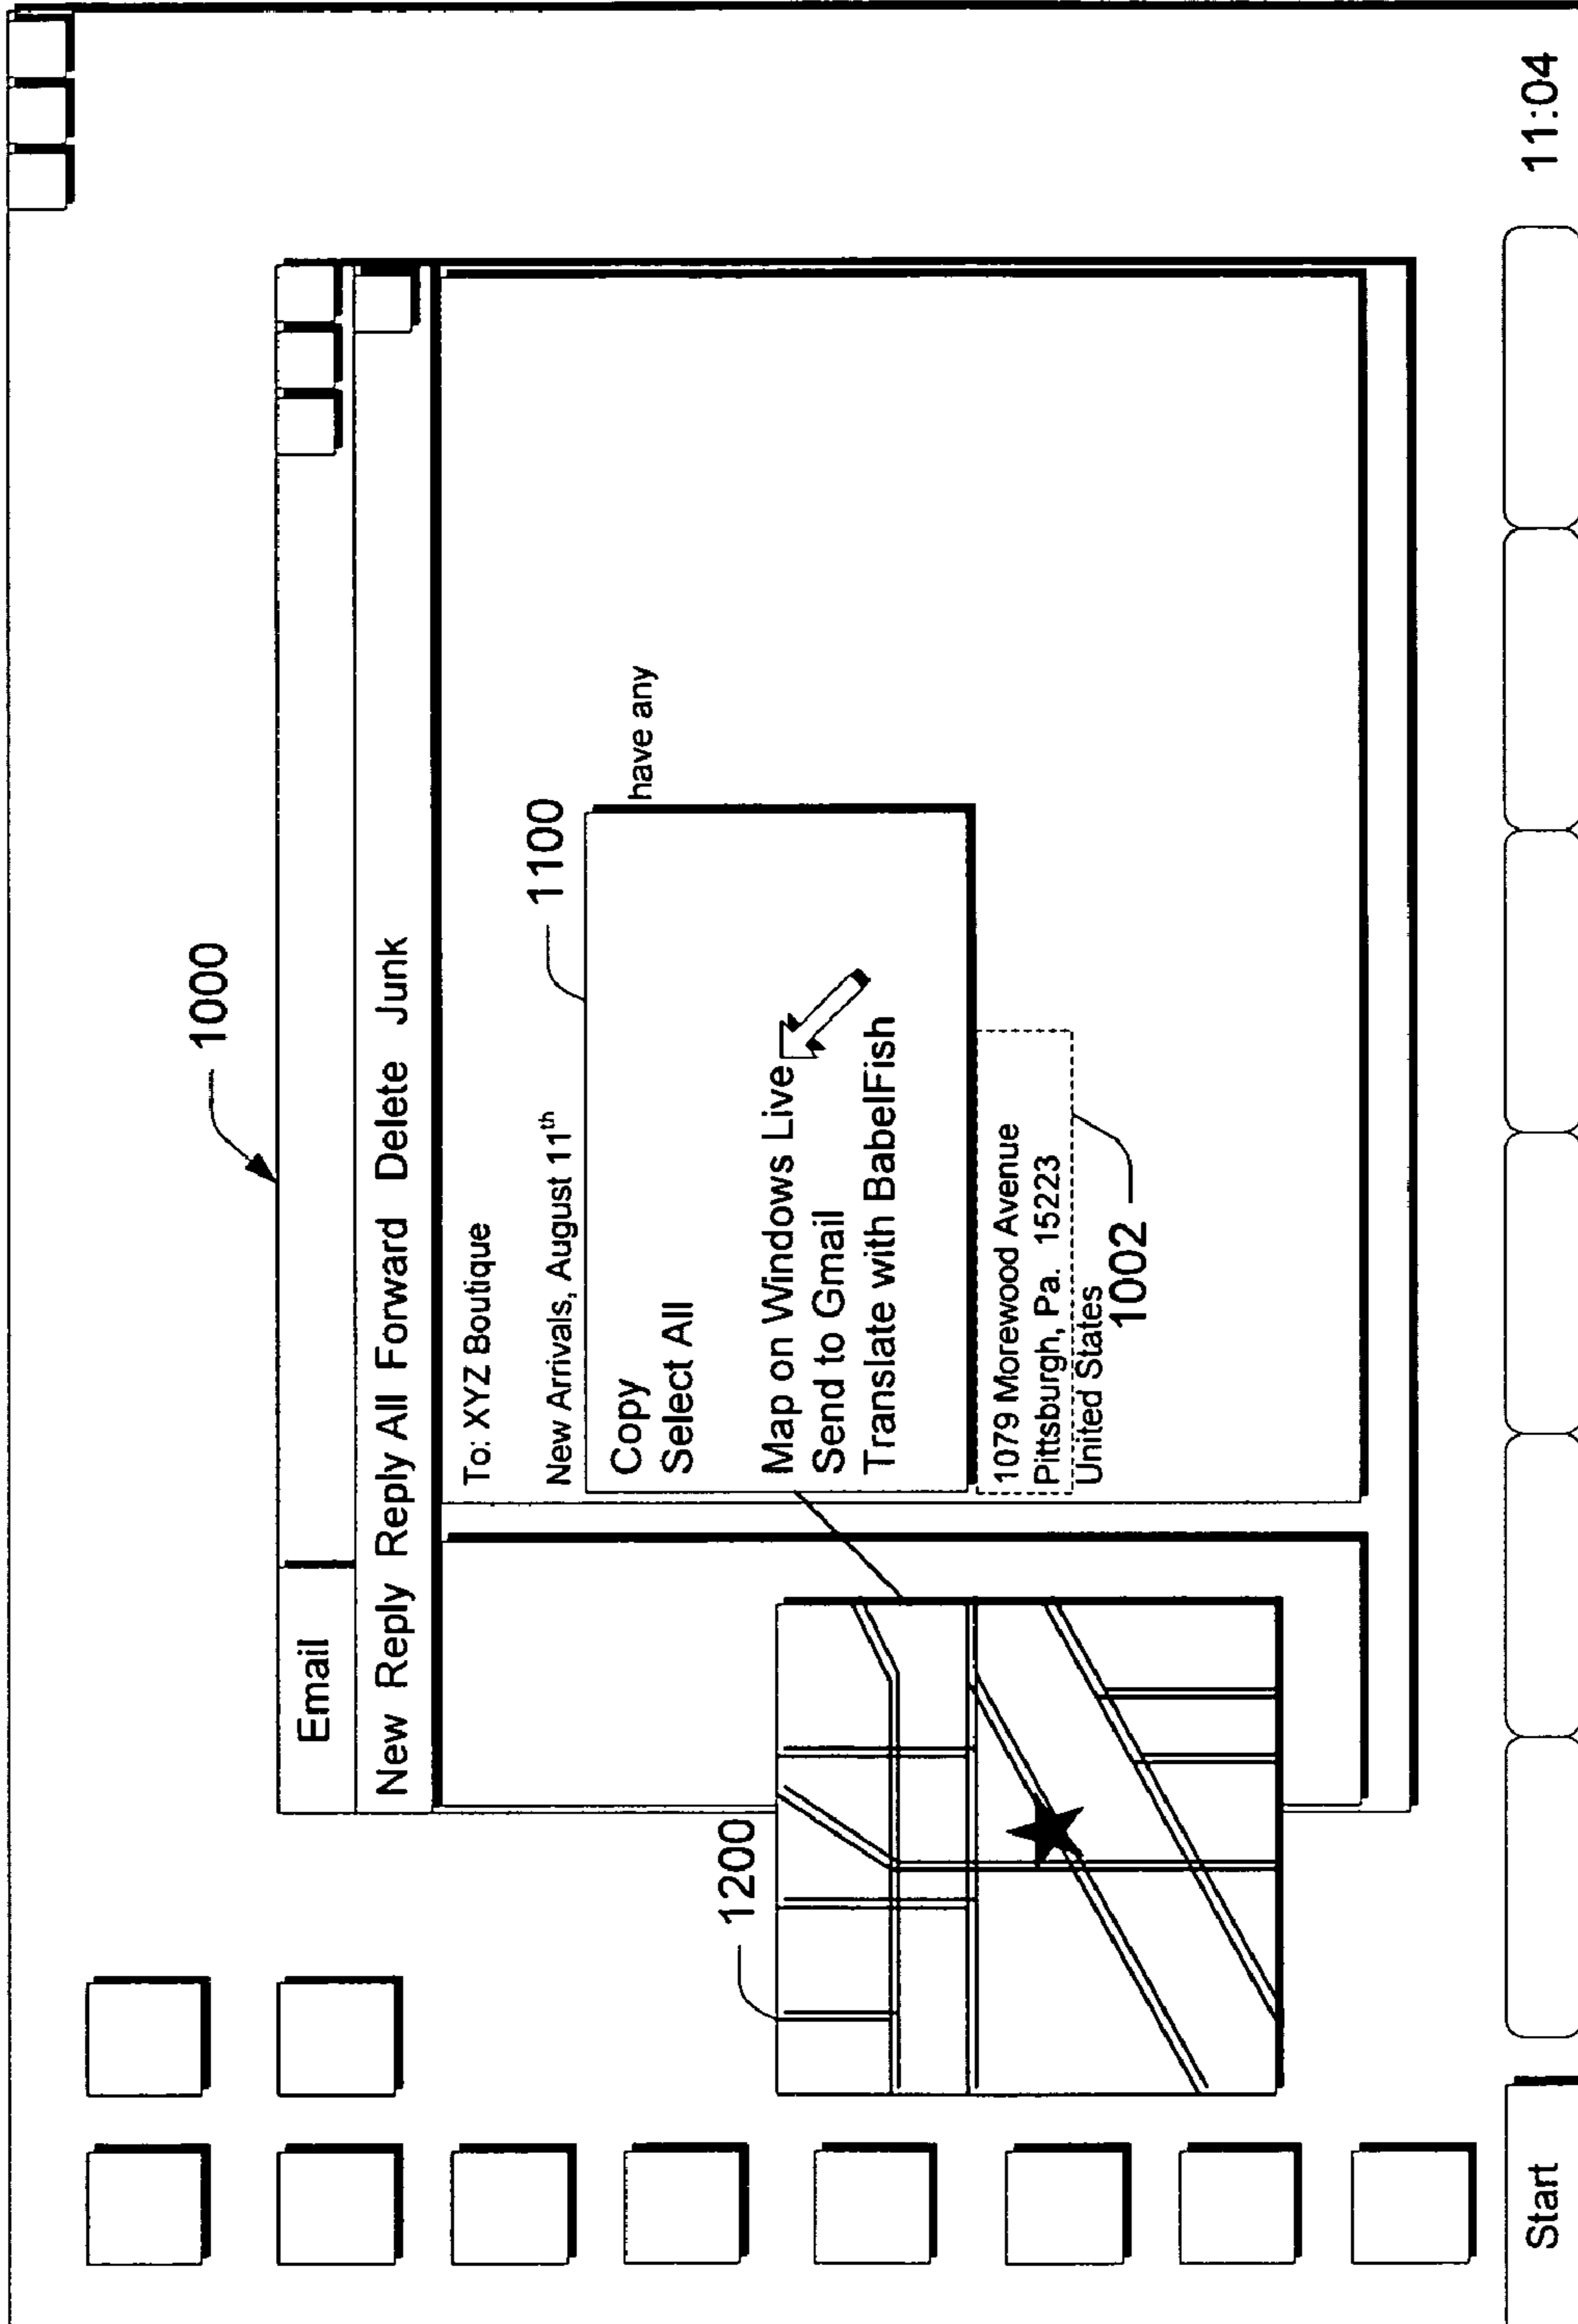 1000
Email
New Reply Reply All Forward Delete Junk
To: XYZ Boutique
New Arrivals, August 11th
1100
Copy
Select All
have any
1200
Map on Windows Live
Send to Gmail
Translate with BabelFish
1079 Morewood Avenue
Pittsburgh, Pa. 15223
United States
1002
Start
11:04